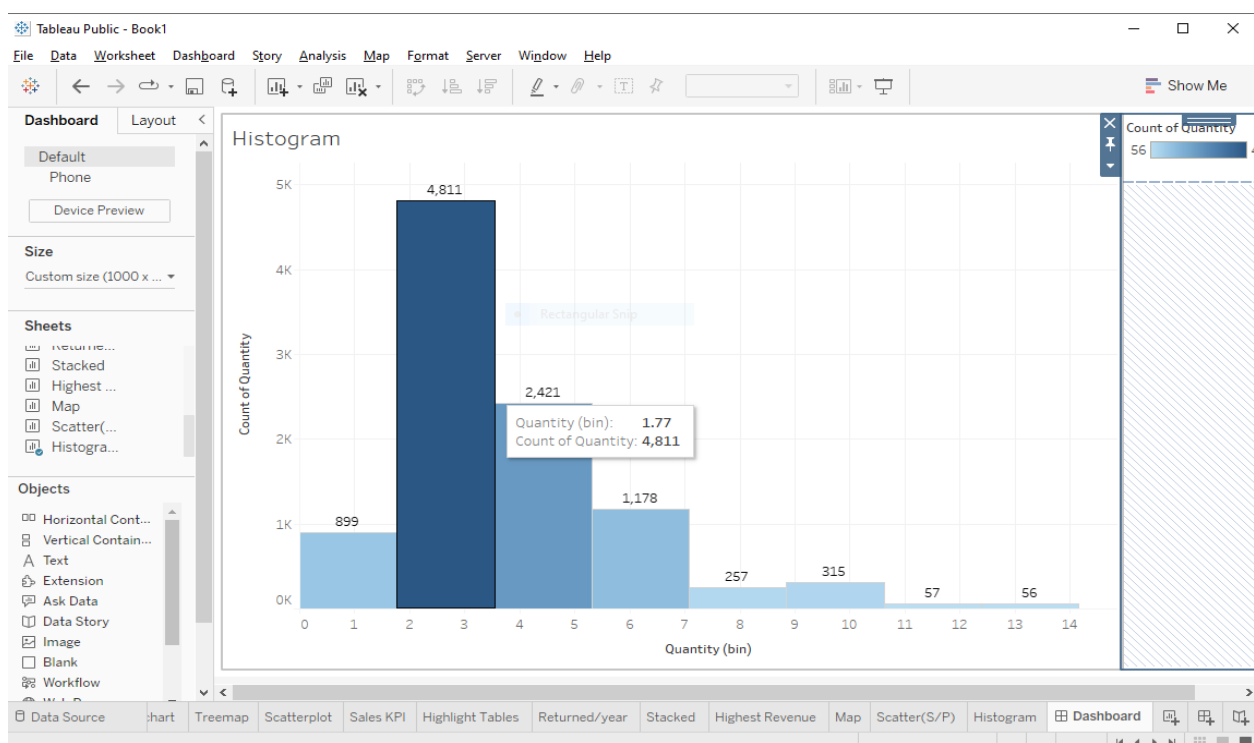 Tableau Public - Book1
File Data Worksheet Dashboard Story Analysis Map Format Server Window Help
Show Me
Dashboard Layout
Default
Phone
Device Preview
Size
Custom size (1000 x ...
Sheets
Returne...
Stacked
Highest ...
Map
Scatter(...
Histogra...
Objects
Horizontal Cont...
Vertical Contain...
Text
Extension
Ask Data
Data Story
Image
Blank
Workflow
Histogram
Count of Quantity
5K
4K
3K
2K
1K
0K
899
4,811
2,421
1,178
257
315
57
56
Rectangular Snip
Quantity (bin): 1.77
Count of Quantity: 4,811
0 1 2 3 4 5 6 7 8 9 10 11 12 13 14
Quantity (bin)
Count of Quantity
56
Data Source chart Treemap Scatterplot Sales KPI Highlight Tables Returned/year Stacked Highest Revenue Map Scatter(S/P) Histogram Dashboard